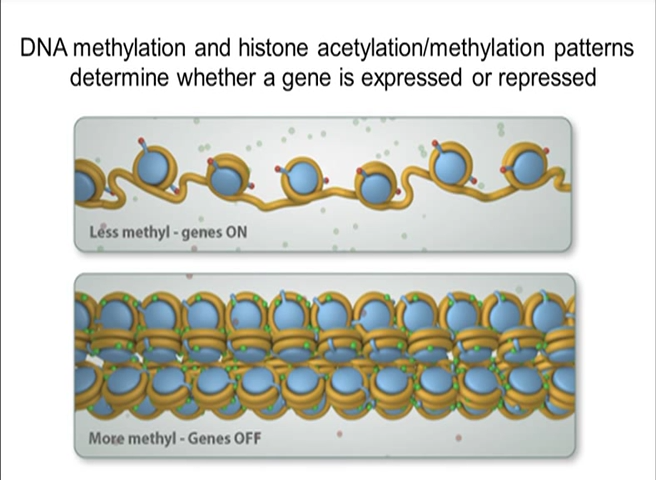 DNA methylation and histone acetylation/methylation patterns
determine whether a gene is expressed or repressed
Less methyl - genes ON
More methyl - Genes OFF